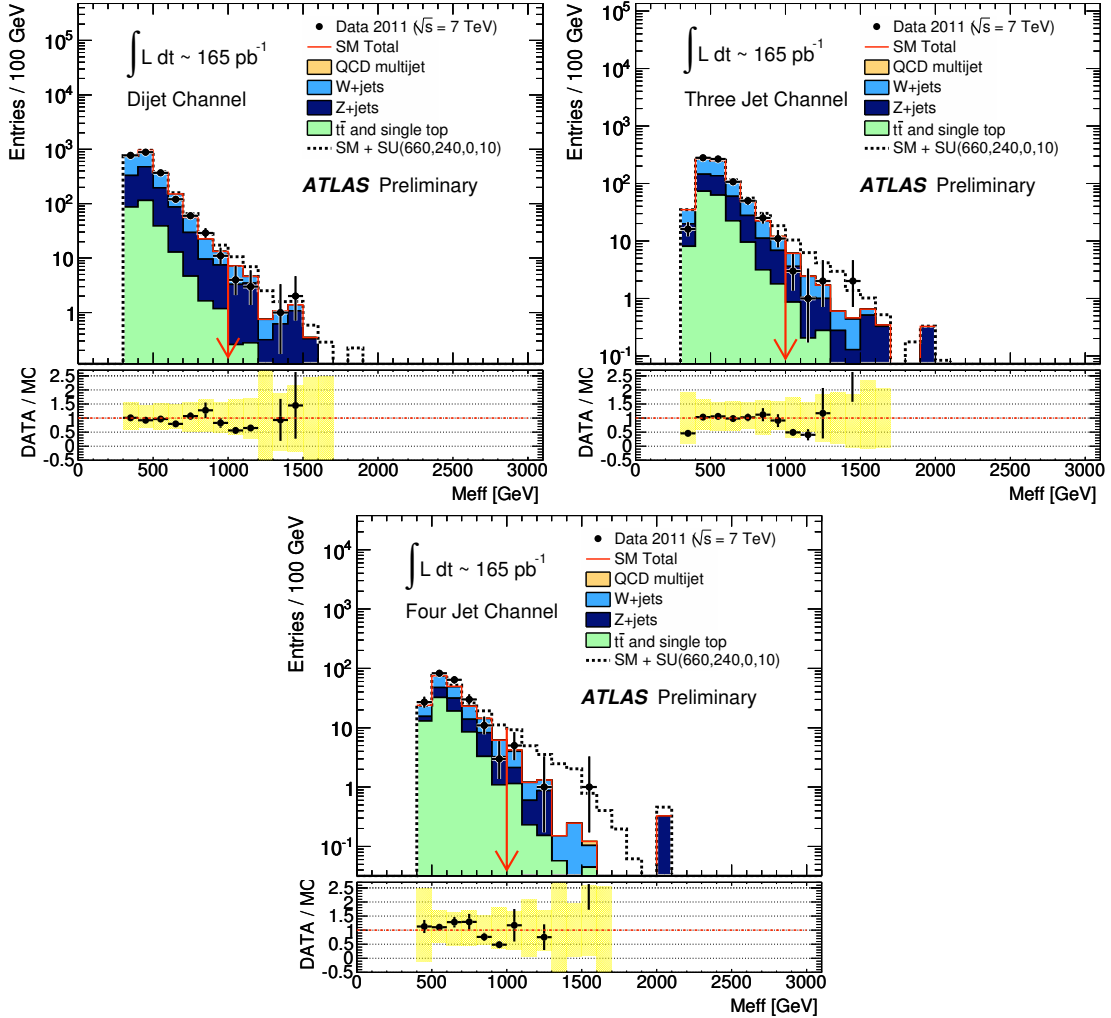 Entries / 100 GeV
10⁵
10⁴
10³
10²
10
1
∫ L dt ~ 165 pb⁻¹
Dijet Channel
Data 2011 (√s = 7 TeV)
SM Total
QCD multijet
W+jets
Z+jets
tt̄ and single top
SM + SU(660,240,0,10)
ATLAS Preliminary
DATA / MC
2.5
2
1.5
1
0.5
0
-0.5
500 1000 1500 2000 2500 3000
Meff [GeV]
Entries / 100 GeV
10⁵
10⁴
10³
10²
10
1
10⁻¹
∫ L dt ~ 165 pb⁻¹
Three Jet Channel
Data 2011 (√s = 7 TeV)
SM Total
QCD multijet
W+jets
Z+jets
tt̄ and single top
SM + SU(660,240,0,10)
ATLAS Preliminary
DATA / MC
2.5
2
1.5
1
0.5
0
-0.5
500 1000 1500 2000 2500 3000
Meff [GeV]
Entries / 100 GeV
10⁴
10³
10²
10
1
10⁻¹
∫ L dt ~ 165 pb⁻¹
Four Jet Channel
Data 2011 (√s = 7 TeV)
SM Total
QCD multijet
W+jets
Z+jets
tt̄ and single top
SM + SU(660,240,0,10)
ATLAS Preliminary
DATA / MC
2.5
2
1.5
1
0.5
0
-0.5
500 1000 1500 2000 2500 3000
Meff [GeV]